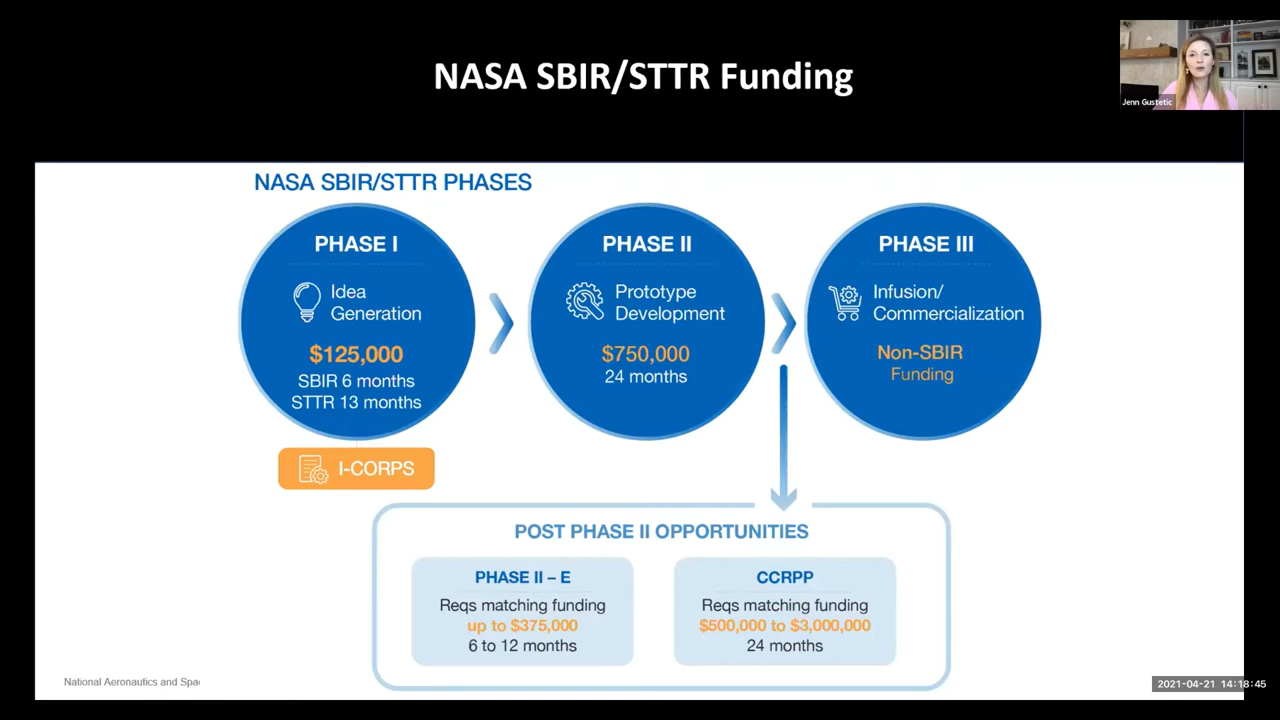 NASA SBIR/STTR Funding
Jenn Gustetic
NASA SBIR/STTR PHASES
PHASE I
Idea
Generation
$125,000
SBIR 6 months
STTR 13 months
I-CORPS
PHASE II
Prototype
Development
$750,000
24 months
PHASE III
Infusion/
Commercialization
Non-SBIR
Funding
POST PHASE II OPPORTUNITIES
PHASE II – E
Reqs matching funding
up to $375,000
6 to 12 months
CCRPP
Reqs matching funding
$500,000 to $3,000,000
24 months
National Aeronautics and Spac
2021-04-21 14:18:45